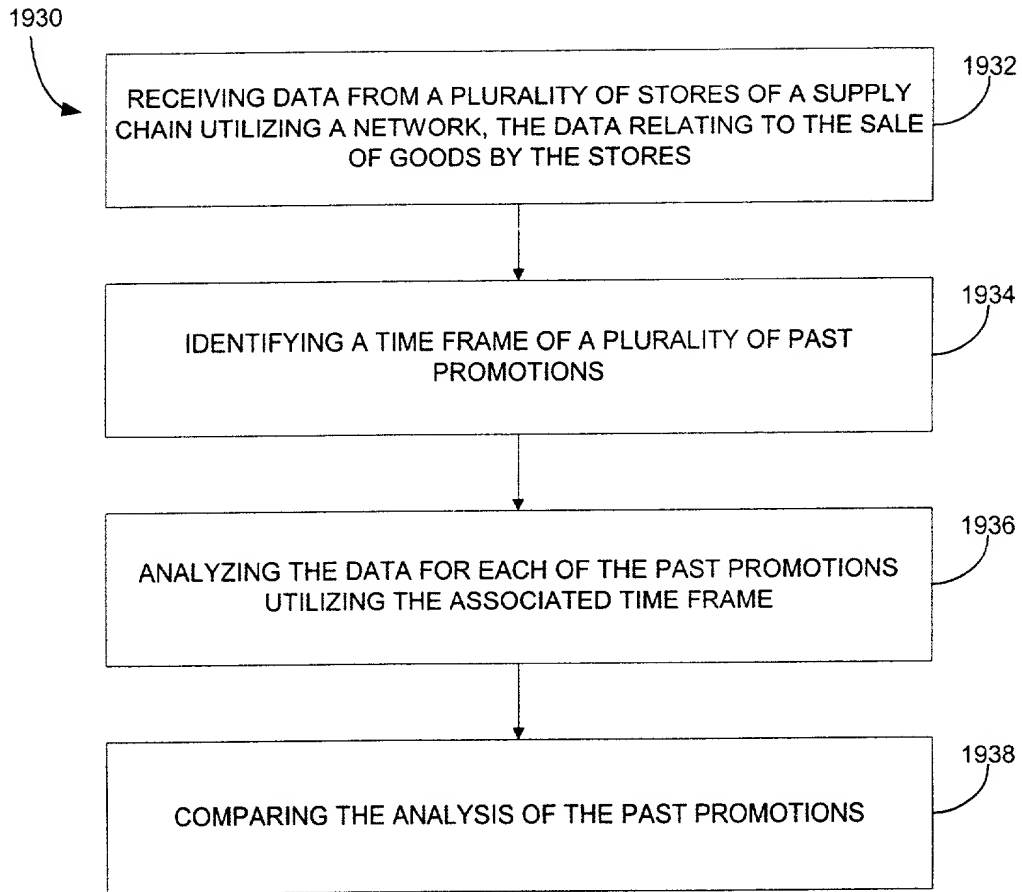 1930
1932
RECEIVING DATA FROM A PLURALITY OF STORES OF A SUPPLY
CHAIN UTILIZING A NETWORK, THE DATA RELATING TO THE SALE
OF GOODS BY THE STORES
1934
IDENTIFYING A TIME FRAME OF A PLURALITY OF PAST
PROMOTIONS
1936
ANALYZING THE DATA FOR EACH OF THE PAST PROMOTIONS
UTILIZING THE ASSOCIATED TIME FRAME
1938
COMPARING THE ANALYSIS OF THE PAST PROMOTIONS